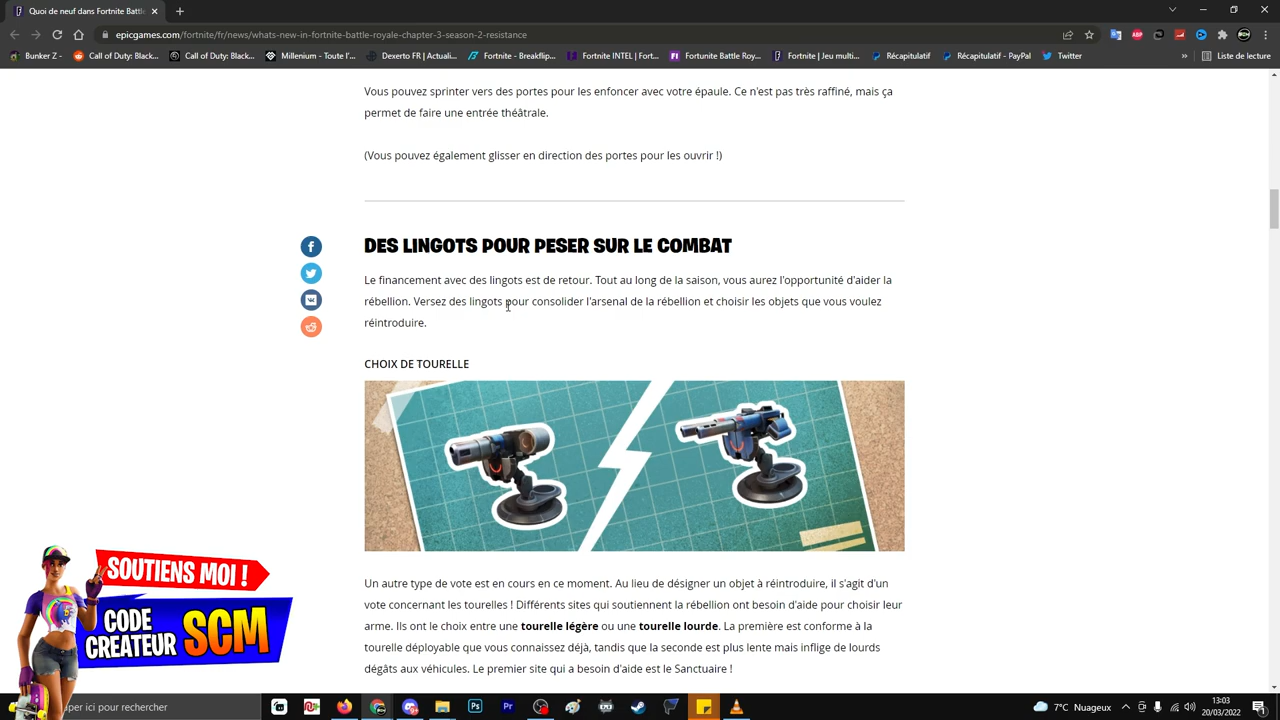 Quoi de neuf dans Fortnite Battle
epicgames.com/fortnite/fr/news/whats-new-in-fortnite-battle-royale-chapter-3-season-2-resistance
Bunker Z -
Call of Duty: Black...
Call of Duty: Black...
Millenium - Toute l'...
Dexerto FR | Actuali...
Fortnite - Breakflip...
Fortnite INTEL | Fort...
Fortunite Battle Roy...
Fortnite | Jeu multi...
Récapitulatif
Récapitulatif - PayPal
Twitter
»
Liste de lecture
Vous pouvez sprinter vers des portes pour les enfoncer avec votre épaule. Ce n'est pas très raffiné, mais ça
permet de faire une entrée théâtrale.
(Vous pouvez également glisser en direction des portes pour les ouvrir !)
DES LINGOTS POUR PESER SUR LE COMBAT
Le financement avec des lingots est de retour. Tout au long de la saison, vous aurez l'opportunité d'aider la
rébellion. Versez des lingots pour consolider l'arsenal de la rébellion et choisir les objets que vous voulez
réintroduire.
CHOIX DE TOURELLE
Un autre type de vote est en cours en ce moment. Au lieu de désigner un objet à réintroduire, il s'agit d'un
vote concernant les tourelles ! Différents sites qui soutiennent la rébellion ont besoin d'aide pour choisir leur
arme. Ils ont le choix entre une tourelle légère ou une tourelle lourde. La première est conforme à la
tourelle déployable que vous connaissez déjà, tandis que la seconde est plus lente mais inflige de lourds
dégâts aux véhicules. Le premier site qui a besoin d'aide est le Sanctuaire !
SOUTIENS MOI !
CODE
CREATEUR SCM
per ici pour rechercher
7°C Nuageux
13:03
20/03/2022